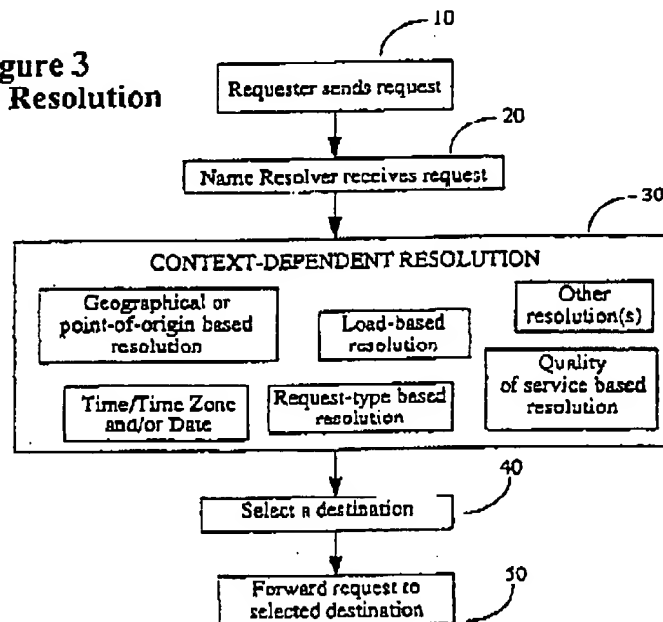 gure 3
Resolution
10
Requester sends request
20
Name Resolver receives request
30
CONTEXT-DEPENDENT RESOLUTION
Geographical or
point-of-origin based
resolution
Load-based
resolution
Other
resolution(s)
Time/Time Zone
and/or Date
Request-type based
resolution
Quality
of service based
resolution
40
Select a destination
50
Forward request to
selected destination